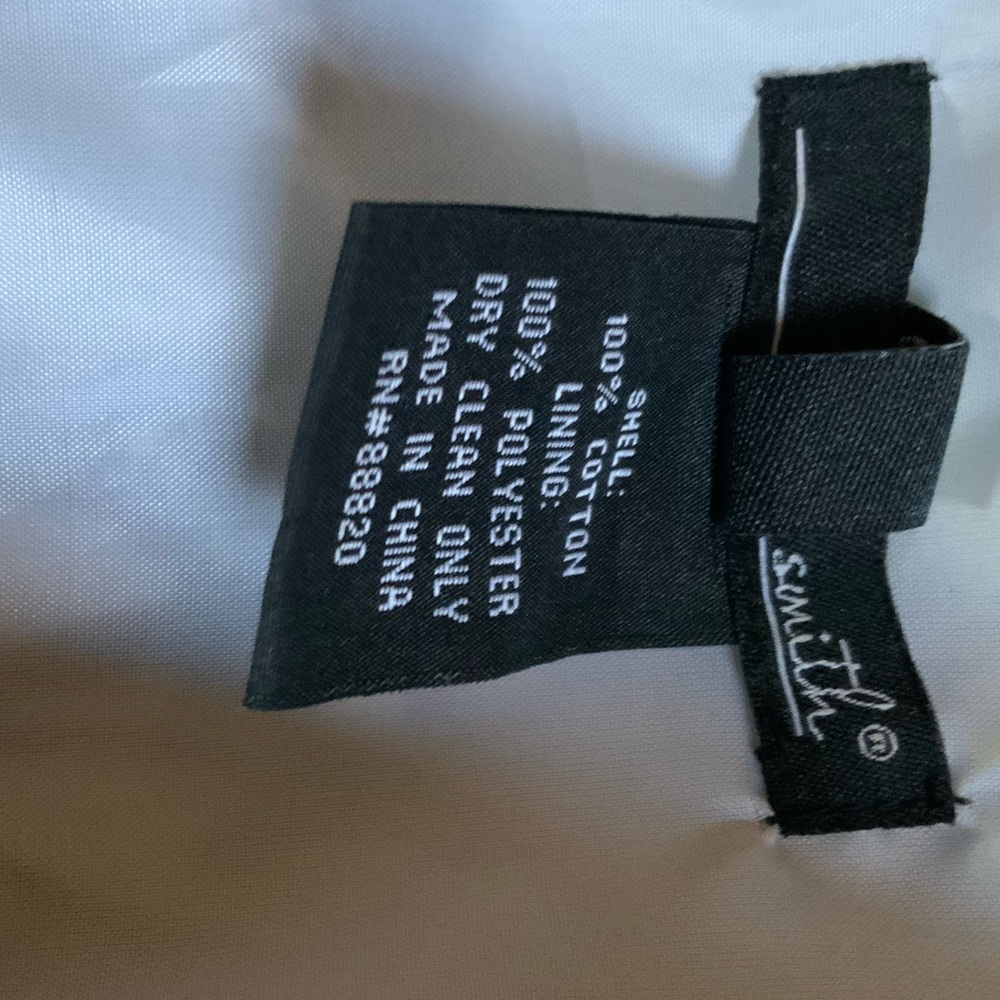 SHELL:
100% COTTON
LINING:
100% POLYESTER
DRY CLEAN ONLY
MADE IN CHINA
RN#88820
smith®